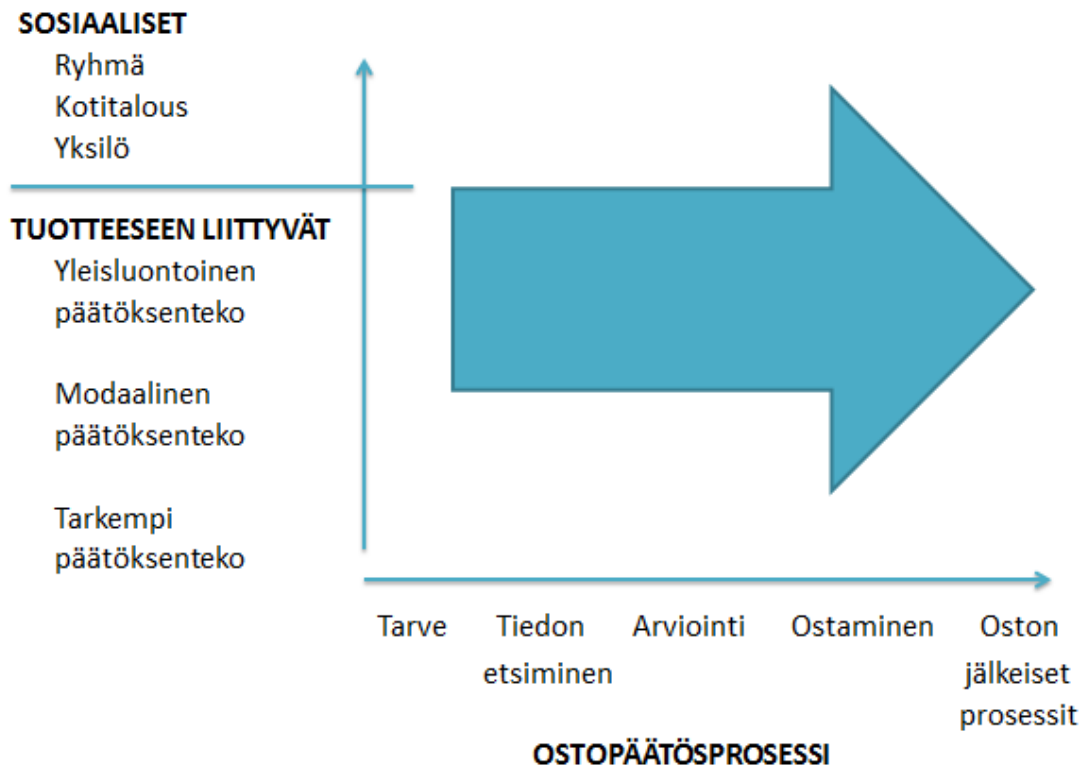 SOSIAALISET
Ryhmä
Kotitalous
Yksilö
TUOTTEESEEN LIITTYVÄT
Yleisluontoinen
päätöksenteko
Modaalinen
päätöksenteko
Tarkempi
päätöksenteko
Tarve Tiedon Arviointi Ostaminen Oston
etsiminen jälkeiset
prosessit
OSTOPÄÄTÖSPROSESSI